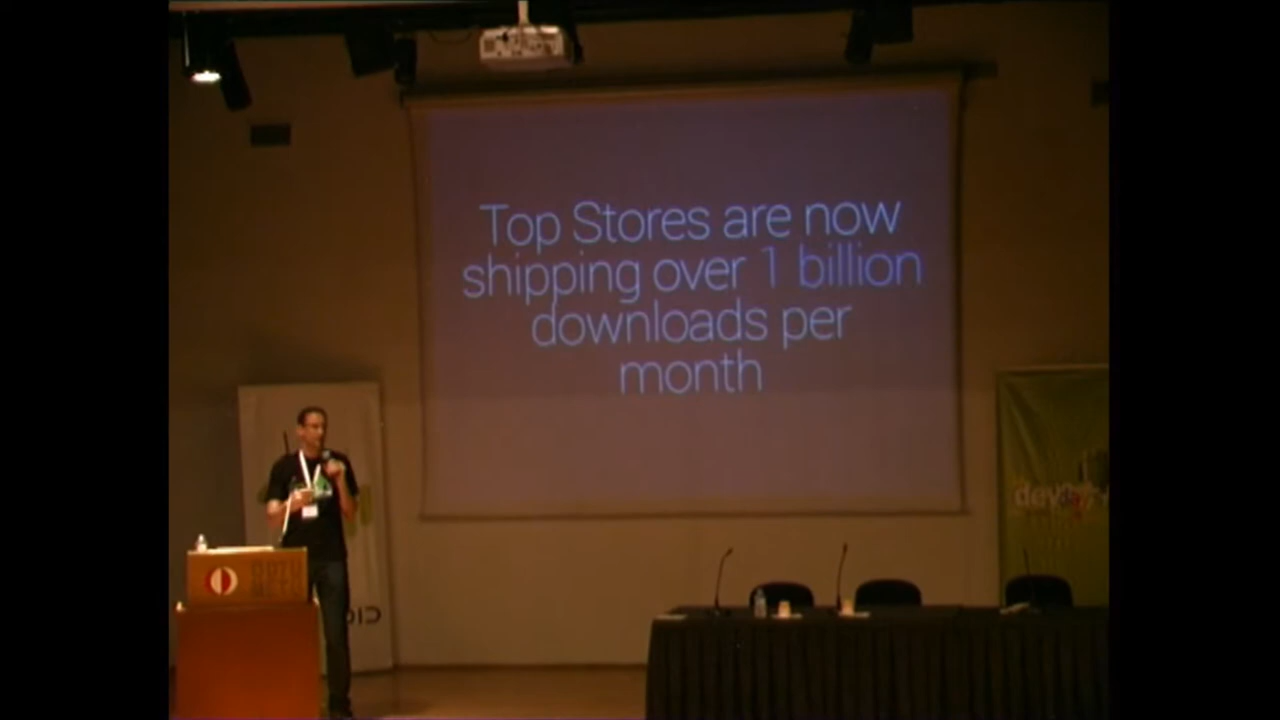 Top Stores are now
shipping over 1 billion
downloads per
month